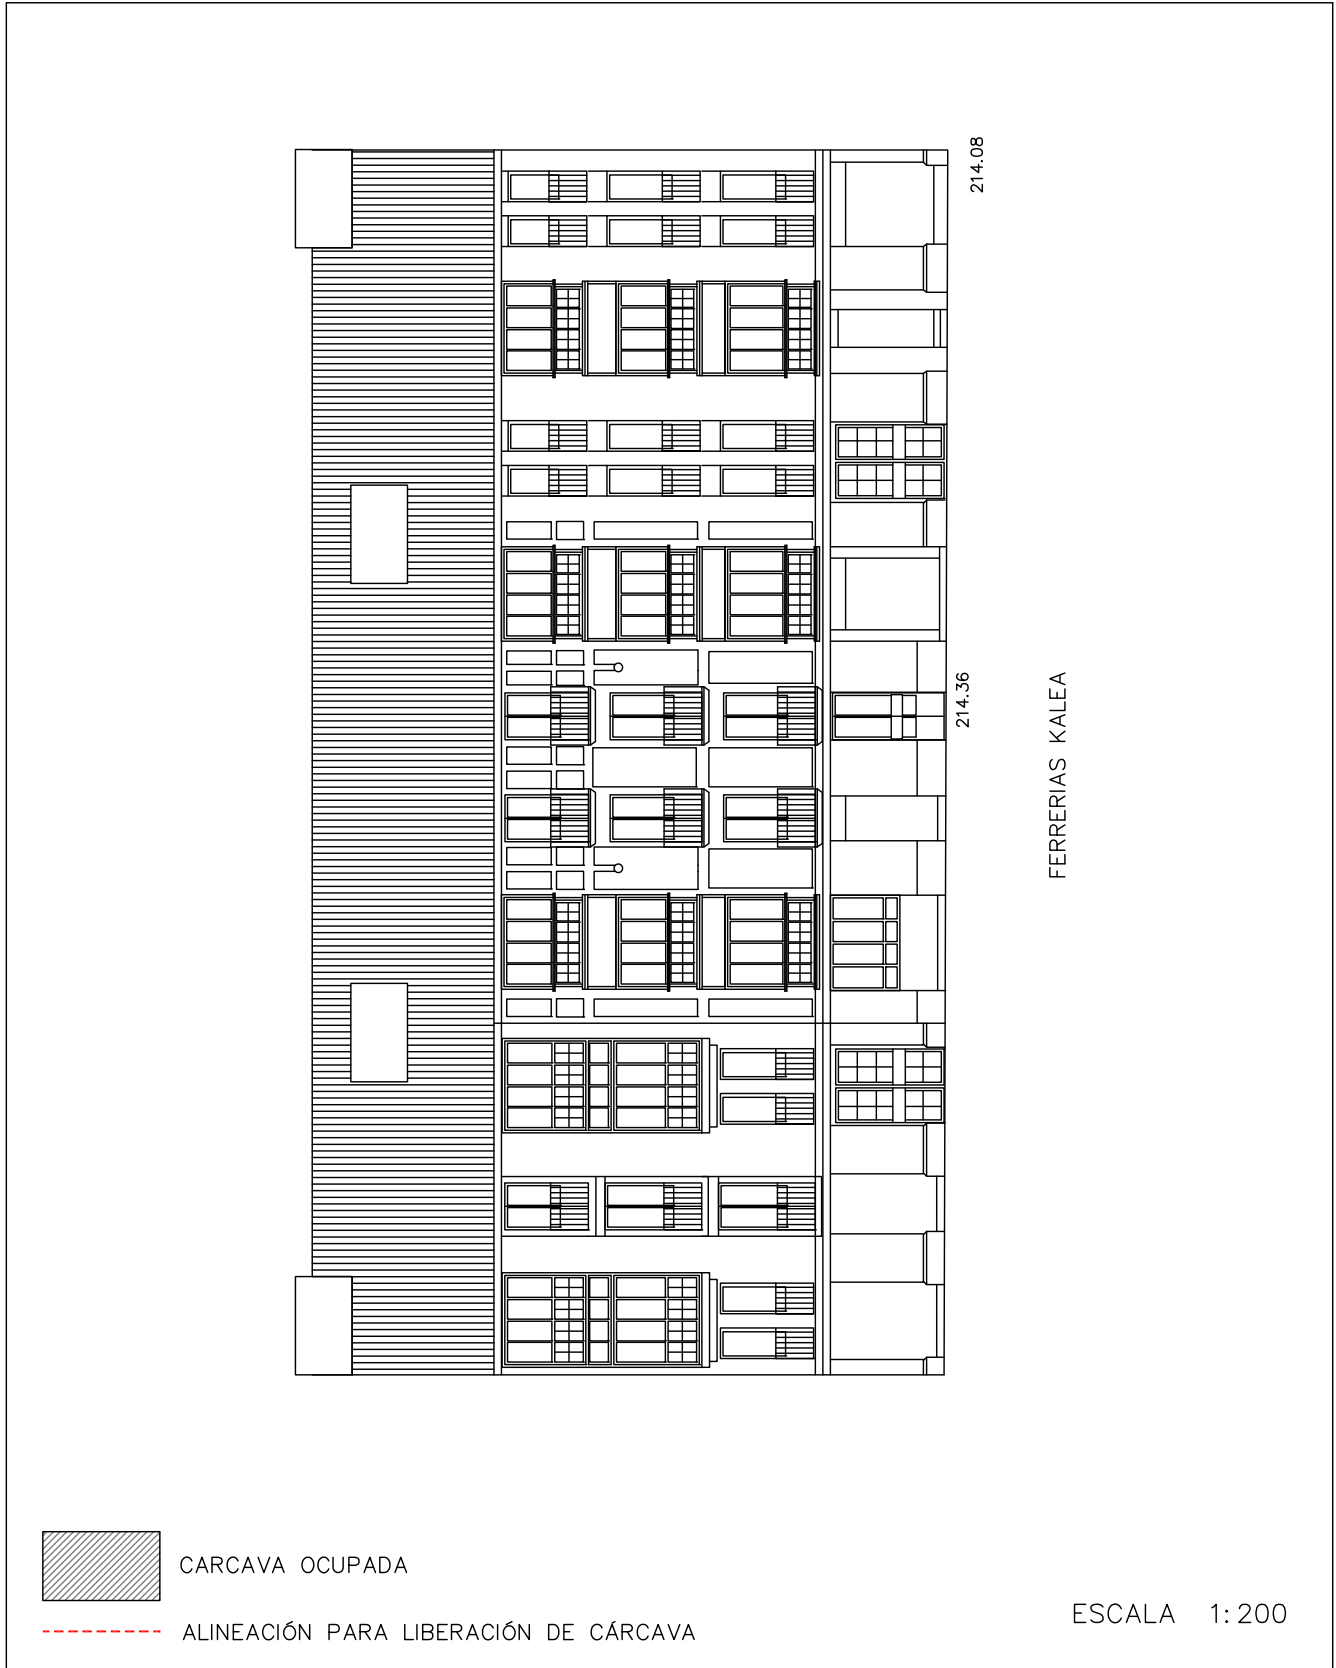 214.08
214.36
FERRERIAS KALEA
CARCAVA OCUPADA
ALINEACIÓN PARA LIBERACIÓN DE CÁRCAVA
ESCALA 1:200